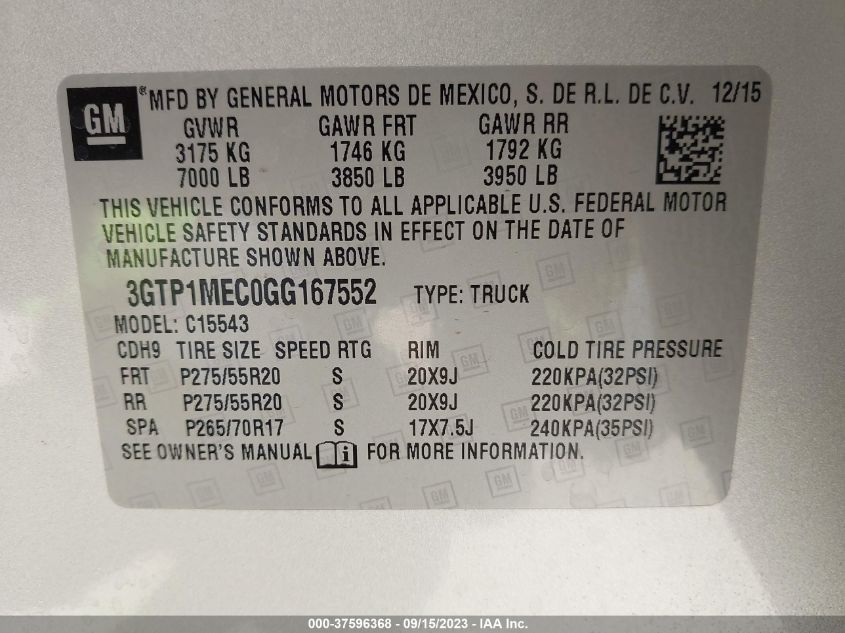 GM ® MFD BY GENERAL MOTORS DE MEXICO, S. DE R.L. DE C.V. 12/15
GVWR GAWR FRT GAWR RR
3175 KG 1746 KG 1792 KG
7000 LB 3850 LB 3950 LB
THIS VEHICLE CONFORMS TO ALL APPLICABLE U.S. FEDERAL MOTOR
VEHICLE SAFETY STANDARDS IN EFFECT ON THE DATE OF
MANUFACTURE SHOWN ABOVE.
3GTP1MEC0GG167552 TYPE: TRUCK
MODEL: C15543
CDH9 TIRE SIZE SPEED RTG RIM COLD TIRE PRESSURE
FRT P275/55R20 S 20X9J 220KPA(32PSI)
RR P275/55R20 S 20X9J 220KPA(32PSI)
SPA P265/70R17 S 17X7.5J 240KPA(35PSI)
SEE OWNER'S MANUAL i FOR MORE INFORMATION.
000-37596368 - 09/15/2023 - IAA Inc.